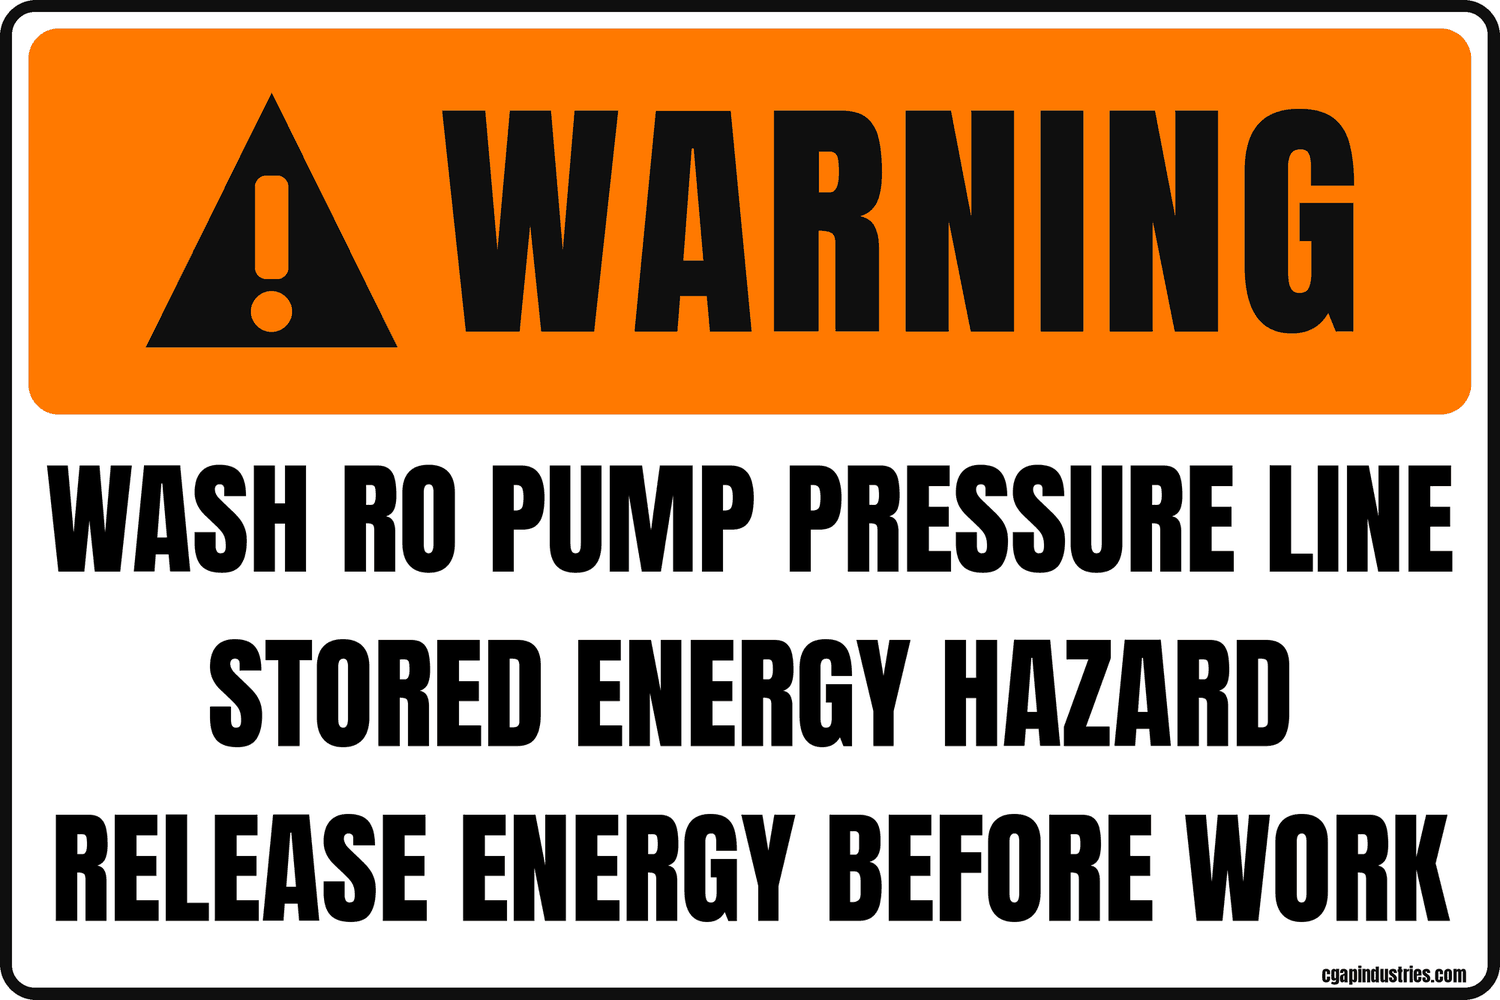 WARNING
WASH RO PUMP PRESSURE LINE
STORED ENERGY HAZARD
RELEASE ENERGY BEFORE WORK
cgapindustries.com